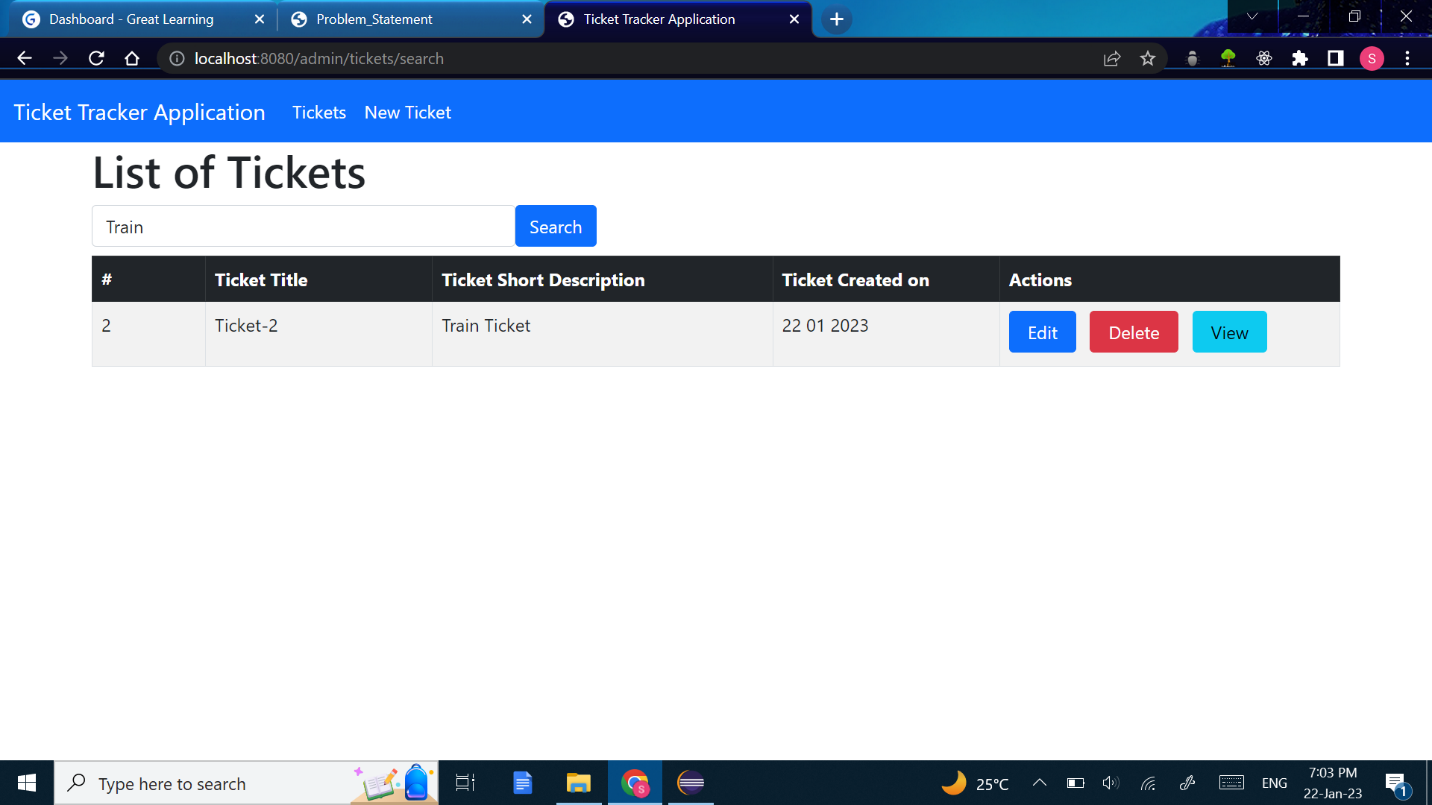 Dashboard - Great Learning Problem_Statement Ticket Tracker Application
localhost:8080/admin/tickets/search S
Ticket Tracker Application Tickets New Ticket
List of Tickets
Train Search
# Ticket Title Ticket Short Description Ticket Created on Actions
2 Ticket-2 Train Ticket 22 01 2023 Edit Delete View
Type here to search S 25°C ENG 7:03 PM 1
22-Jan-23